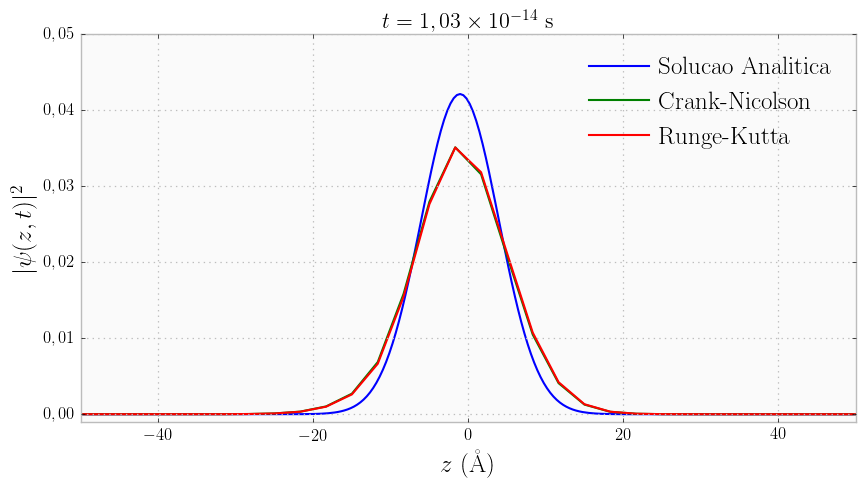 t = 1,03 × 10⁻¹⁴ s
0,05
0,04
0,03
0,02
0,01
0,00
|ψ(z, t)|²
Solucao Analitica
Crank-Nicolson
Runge-Kutta
−40 −20 0 20 40
z (Å)